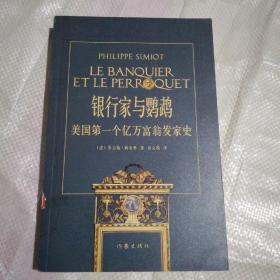 PHILIPPE SIMIOT
LE BANQUIER
ET LE PERROQUET
银行家与鹦鹉
美国第一个亿万富翁发家史
作家出版社